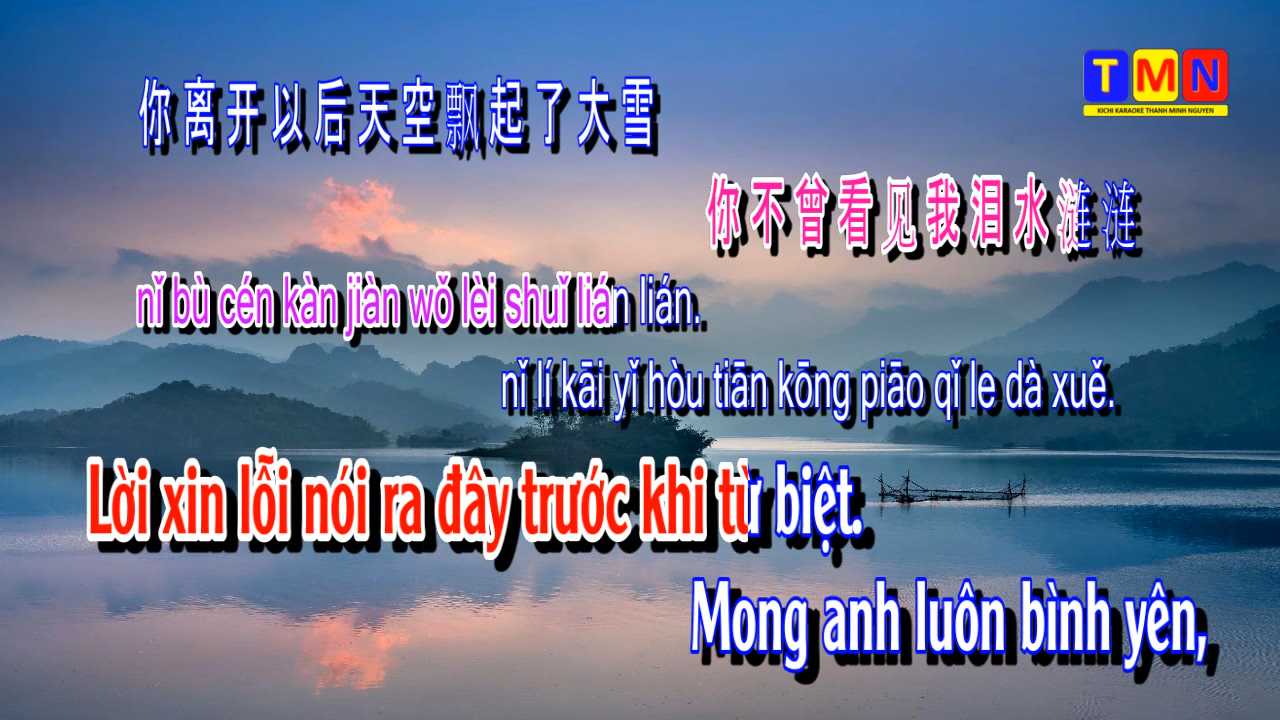 TMN
KICHI KARAOKE THANH MINH NGUYEN
你离开以后天空飘起了大雪
你不曾看见我泪水涟涟
nǐ bù cén kàn jiàn wǒ lèi shuǐ lián lián.
nǐ lí kāi yǐ hòu tiān kōng piāo qǐ le dà xuě.
Lời xin lỗi nói ra đây trước khi từ biệt.
Mong anh luôn bình yên,